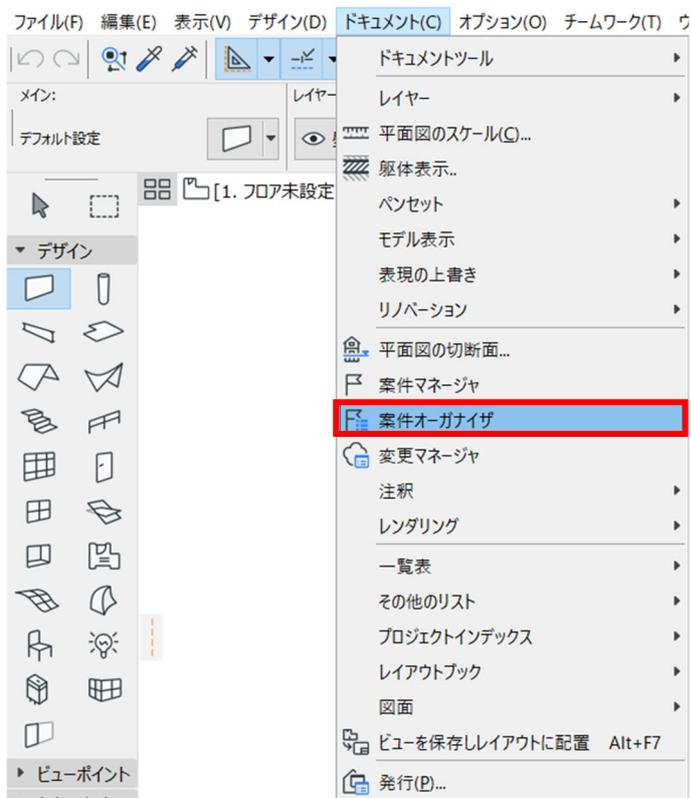 ファイル(F) 編集(E) 表示(V) デザイン(D) ドキュメント(C) オプション(O) チームワーク(T)
メイン:
レイヤー
デフォルト設定
[1. フロア未設定
デザイン
ビューポイント
ドキュメントツール
レイヤー
平面図のスケール(C)...
躯体表示..
ペンセット
モデル表示
表現の上書き
リノベーション
平面図の切断面...
案件マネージャ
案件オーガナイザ
変更マネージャ
注釈
レンダリング
一覧表
その他のリスト
プロジェクトインデックス
レイアウトブック
図面
ビューを保存しレイアウトに配置 Alt+F7
発行(P)...